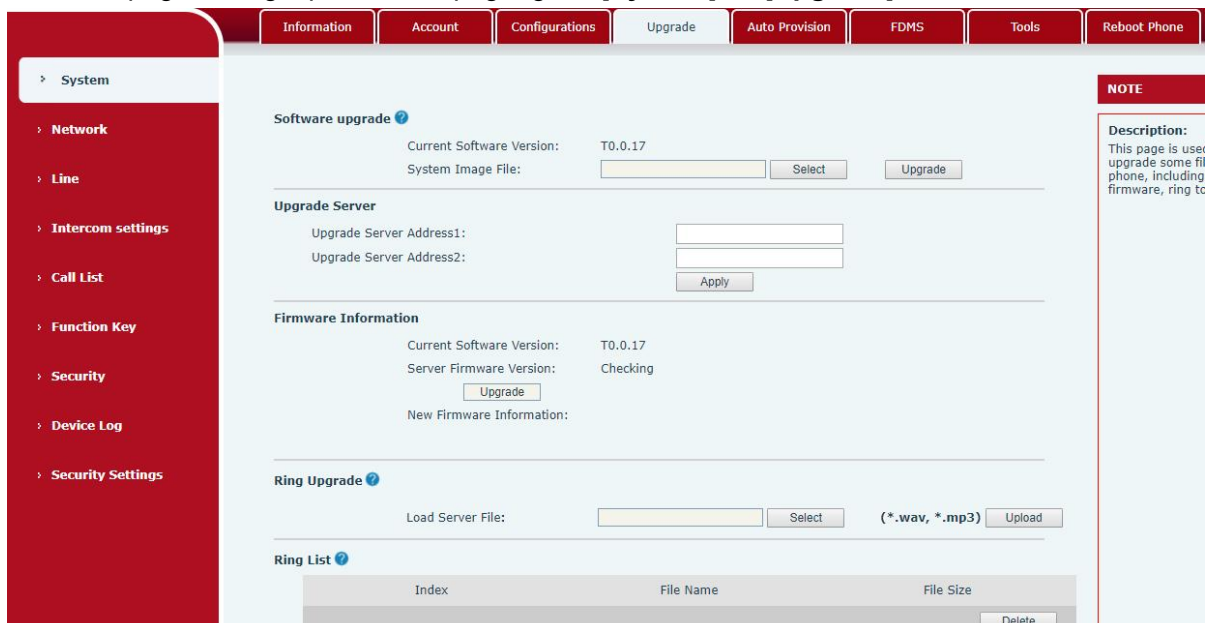 Information Account Configurations Upgrade Auto Provision FDMS Tools Reboot Phone
System
Network
Line
Intercom settings
Call List
Function Key
Security
Device Log
Security Settings
Software upgrade
Current Software Version: T0.0.17
System Image File: Select Upgrade
Upgrade Server
Upgrade Server Address1:
Upgrade Server Address2:
Apply
Firmware Information
Current Software Version: T0.0.17
Server Firmware Version: Checking
Upgrade
New Firmware Information:
Ring Upgrade
Load Server File: Select (*.wav, *.mp3) Upload
Ring List
Index File Name File Size
Delete
NOTE
Description:
This page is
upgrade some
phone, including
firmware, ring